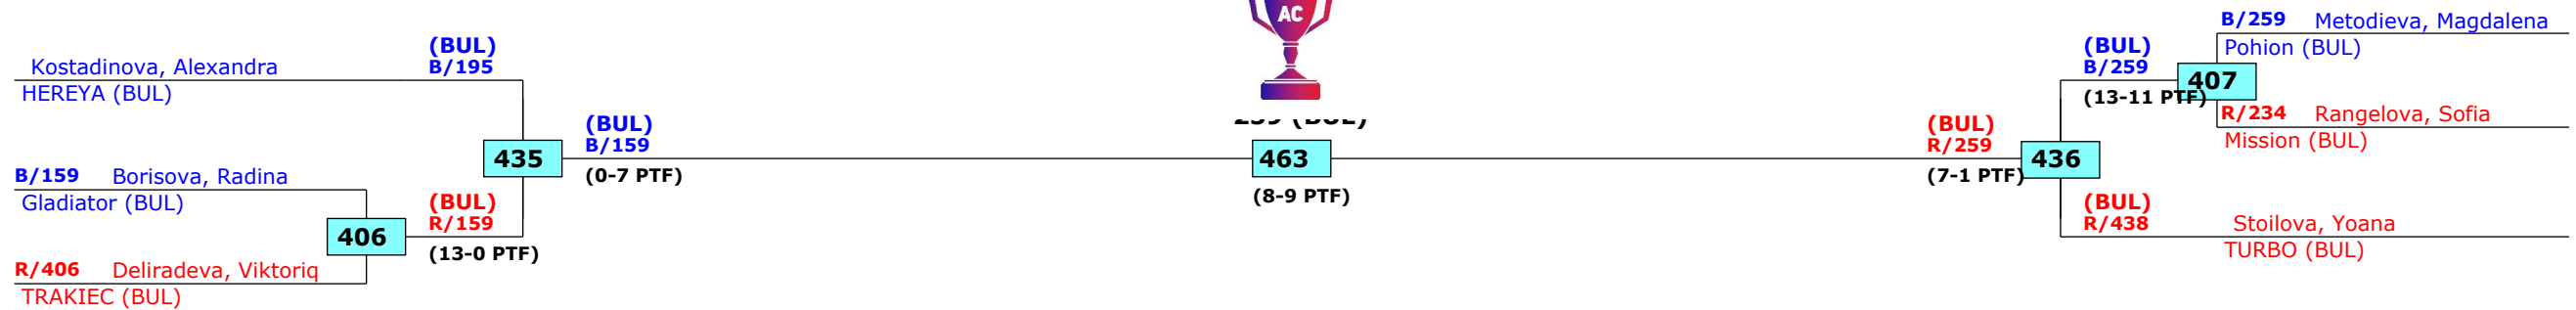 AC
(BUL)
B/195
Kostadinova, Alexandra
HEREYA (BUL)
435
(BUL)
B/159
(0-7 PTF)
B/159 Borisova, Radina
Gladiator (BUL)
406
(BUL)
R/159
(13-0 PTF)
R/406 Deliradeva, Viktoriq
TRAKIEC (BUL)
463
(8-9 PTF)
B/259 Metodieva, Magdalena
Pohion (BUL)
(BUL)
B/259
407
(13-11 PTF)
R/234 Rangelova, Sofia
Mission (BUL)
(BUL)
R/259
436
(7-1 PTF)
(BUL)
R/438 Stoilova, Yoana
TURBO (BUL)